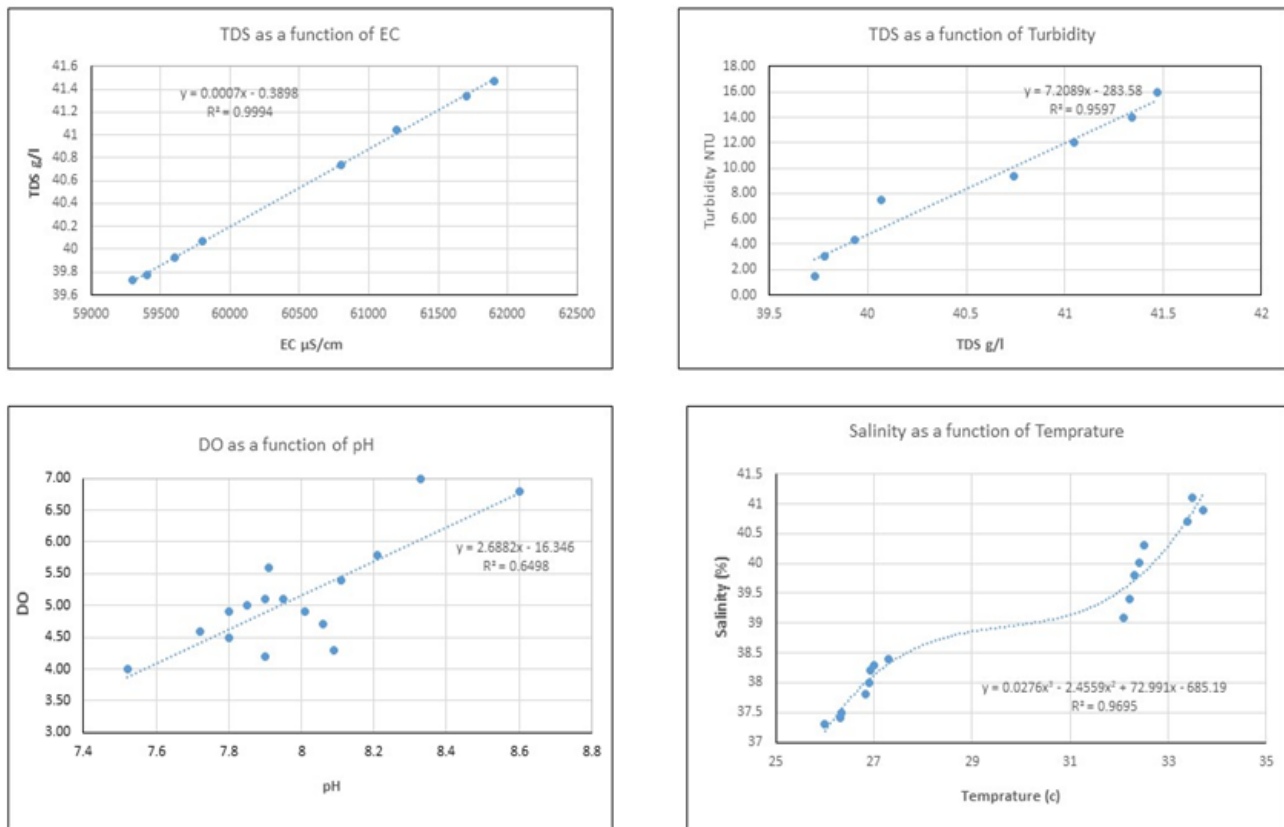 TDS as a function of EC
41.6
41.4
41.2
41
40.8
40.6
40.4
40.2
40
39.8
39.6
y = 0.0007x - 0.3898
R² = 0.9994
TDS g/l
59000 59500 60000 60500 61000 61500 62000 62500
EC µS/cm
TDS as a function of Turbidity
18.00
16.00
14.00
12.00
10.00
8.00
6.00
4.00
2.00
0.00
y = 7.2089x - 283.58
R² = 0.9597
Turbidity NTU
39.5 40 40.5 41 41.5 42
TDS g/l
DO as a function of pH
7.00
6.50
6.00
5.50
5.00
4.50
4.00
3.50
3.00
y = 2.6882x - 16.346
R² = 0.6498
DO
7.4 7.6 7.8 8 8.2 8.4 8.6 8.8
pH
Salinity as a function of Temprature
41.5
41
40.5
40
39.5
39
38.5
38
37.5
37
y = 0.0276x³ - 2.4559x² + 72.991x - 685.19
R² = 0.9695
Salinity (%)
25 27 29 31 33 35
Temprature (c)